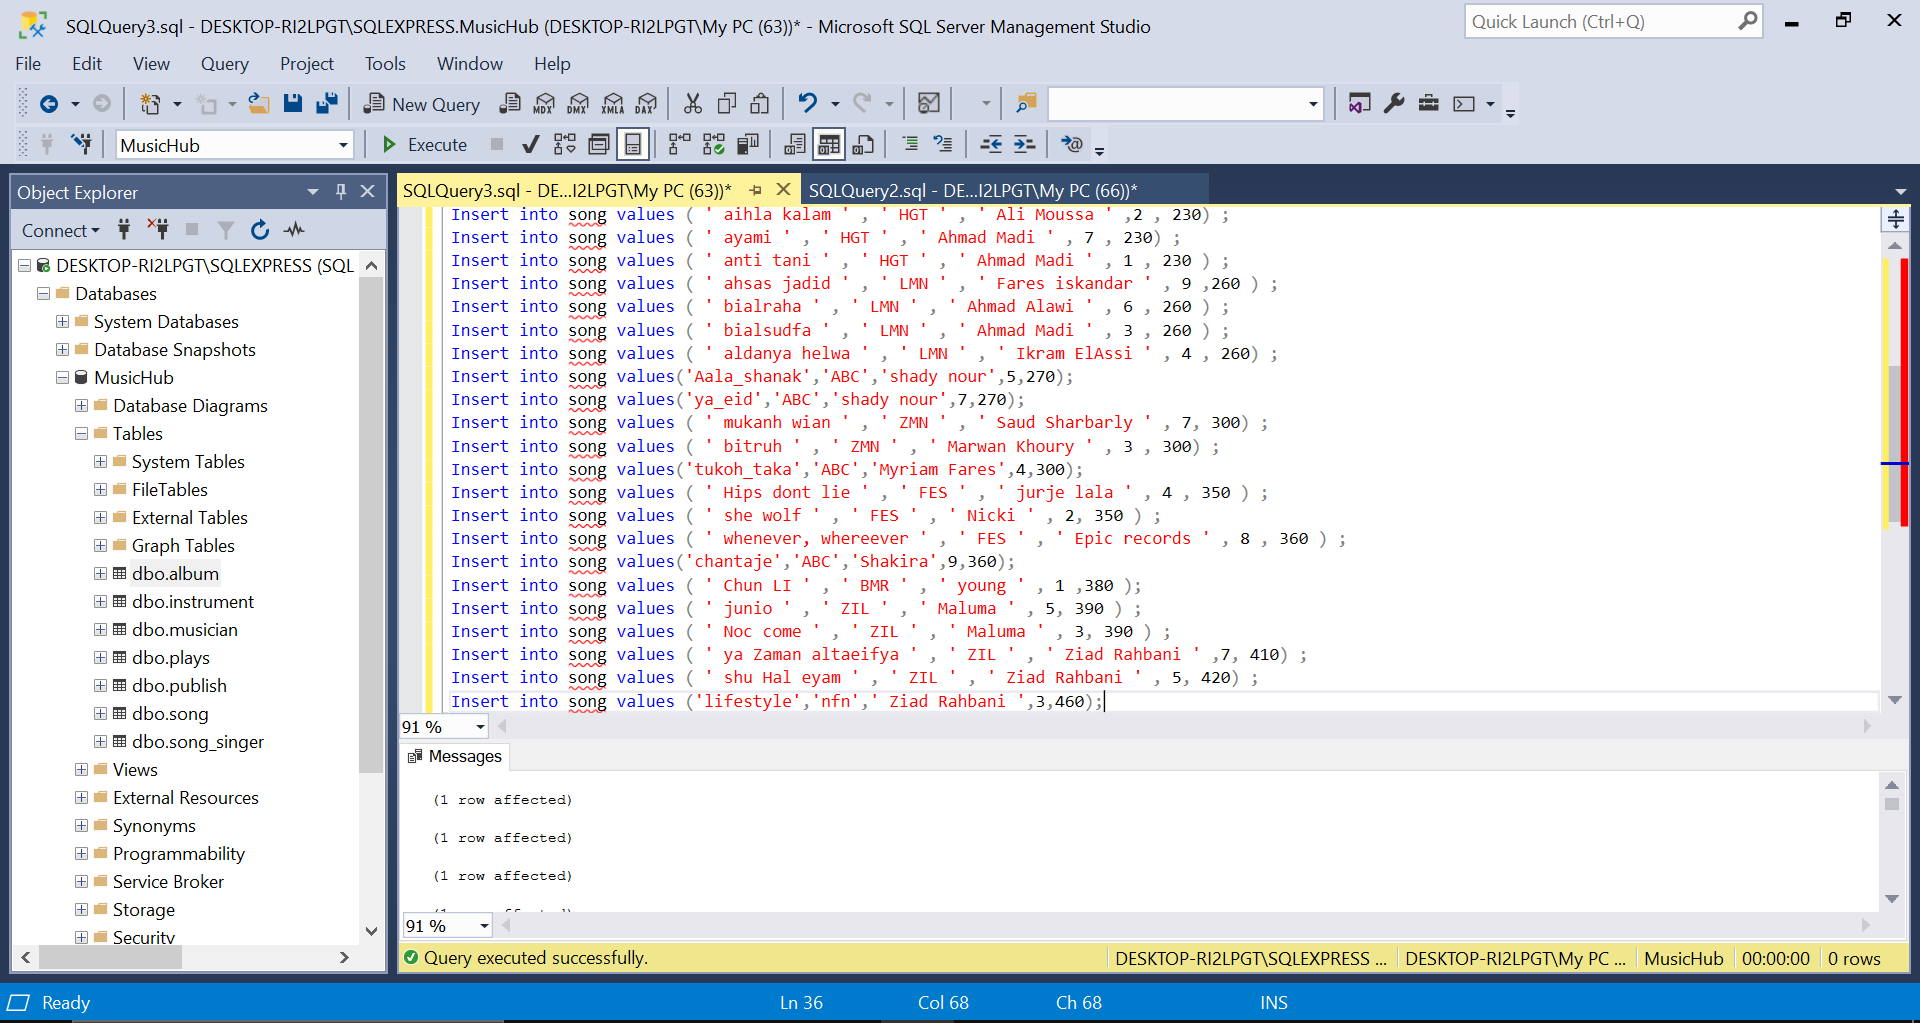 SQLQuery3.sql - DESKTOP-RI2LPGT\SQLEXPRESS.MusicHub (DESKTOP-RI2LPGT\My PC (63))* - Microsoft SQL Server Management Studio
Quick Launch (Ctrl+Q)
File Edit View Query Project Tools Window Help
New Query MDX DMX XMLA DAX
MusicHub Execute
Object Explorer
Connect
DESKTOP-RI2LPGT\SQLEXPRESS (SQL
Databases
System Databases
Database Snapshots
MusicHub
Database Diagrams
Tables
System Tables
FileTables
External Tables
Graph Tables
dbo.album
dbo.instrument
dbo.musician
dbo.plays
dbo.publish
dbo.song
dbo.song_singer
Views
External Resources
Synonyms
Programmability
Service Broker
Storage
Security
SQLQuery3.sql - DE...I2LPGT\My PC (63))* SQLQuery2.sql - DE...I2LPGT\My PC (66))*
Insert into song values ( ' aihla kalam ' , ' HGT ' , ' Ali Moussa ' ,2 , 230) ;
Insert into song values ( ' ayami ' , ' HGT ' , ' Ahmad Madi ' , 7 , 230) ;
Insert into song values ( ' anti tani ' , ' HGT ' , ' Ahmad Madi ' , 1 , 230 ) ;
Insert into song values ( ' ahsas jadid ' , ' LMN ' , ' Fares iskandar ' , 9 ,260 ) ;
Insert into song values ( ' bialraha ' , ' LMN ' , ' Ahmad Alawi ' , 6 , 260 ) ;
Insert into song values ( ' bialsudfa ' , ' LMN ' , ' Ahmad Madi ' , 3 , 260 ) ;
Insert into song values ( ' aldanya helwa ' , ' LMN ' , ' Ikram ElAssi ' , 4 , 260) ;
Insert into song values('Aala_shanak','ABC','shady nour',5,270);
Insert into song values('ya_eid','ABC','shady nour',7,270);
Insert into song values ( ' mukanh wian ' , ' ZMN ' , ' Saud Sharbarly ' , 7, 300) ;
Insert into song values ( ' bitruh ' , ' ZMN ' , ' Marwan Khoury ' , 3 , 300) ;
Insert into song values('tukoh_taka','ABC','Myriam Fares',4,300);
Insert into song values ( ' Hips dont lie ' , ' FES ' , ' jurje lala ' , 4 , 350 ) ;
Insert into song values ( ' she wolf ' , ' FES ' , ' Nicki ' , 2, 350 ) ;
Insert into song values ( ' whenever, whereever ' , ' FES ' , ' Epic records ' , 8 , 360 ) ;
Insert into song values('chantaje','ABC','Shakira',9,360);
Insert into song values ( ' Chun LI ' , ' BMR ' , ' young ' , 1 ,380 );
Insert into song values ( ' junio ' , ' ZIL ' , ' Maluma ' , 5, 390 ) ;
Insert into song values ( ' Noc come ' , ' ZIL ' , ' Maluma ' , 3, 390 ) ;
Insert into song values ( ' ya Zaman altaeifya ' , ' ZIL ' , ' Ziad Rahbani ' ,7, 410) ;
Insert into song values ( ' shu Hal eyam ' , ' ZIL ' , ' Ziad Rahbani ' , 5, 420) ;
Insert into song values ('lifestyle','nfn',' Ziad Rahbani ',3,460);
91 %
Messages
(1 row affected)
(1 row affected)
(1 row affected)
91 %
Query executed successfully. DESKTOP-RI2LPGT\SQLEXPRESS ... DESKTOP-RI2LPGT\My PC ... MusicHub 00:00:00 0 rows
Ready Ln 36 Col 68 Ch 68 INS